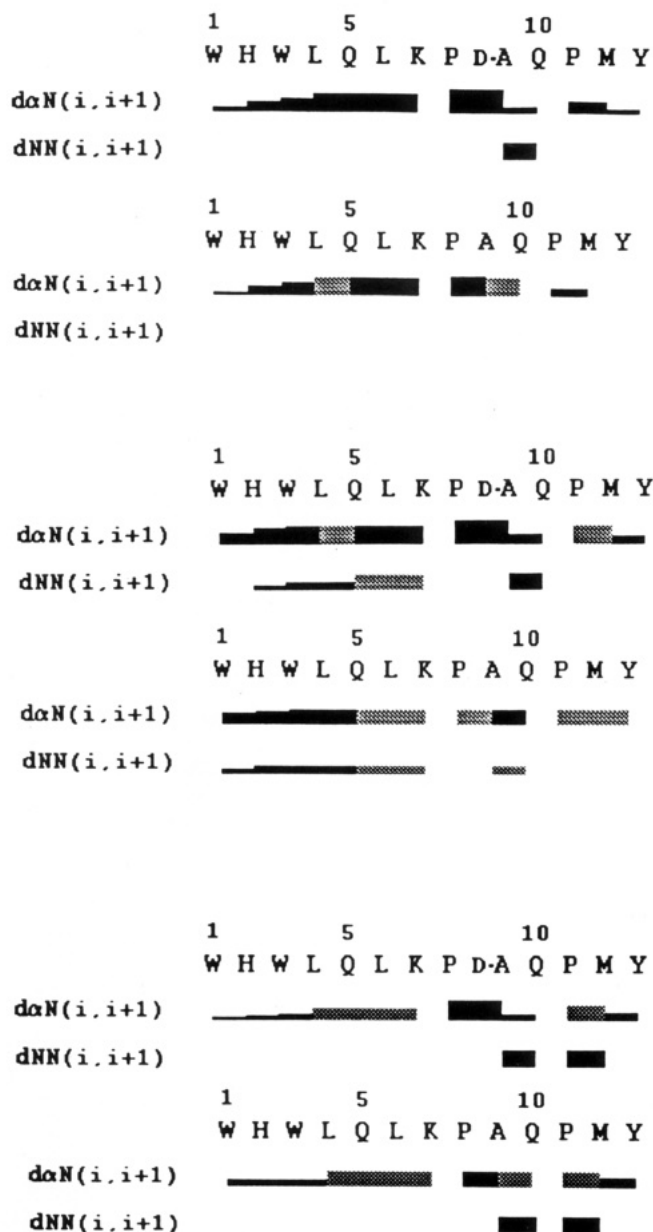 1 5 10
W H W L Q L K P D-A Q P M Y
dαN(i,i+1)
dNN(i,i+1)
1 5 10
W H W L Q L K P A Q P M Y
dαN(i,i+1)
dNN(i,i+1)
1 5 10
W H W L Q L K P D-A Q P M Y
dαN(i,i+1)
dNN(i,i+1)
1 5 10
W H W L Q L K P A Q P M Y
dαN(i,i+1)
dNN(i,i+1)
1 5 10
W H W L Q L K P D-A Q P M Y
dαN(i,i+1)
dNN(i,i+1)
1 5 10
W H W L Q L K P A Q P M Y
dαN(i,i+1)
dNN(i,i+1)